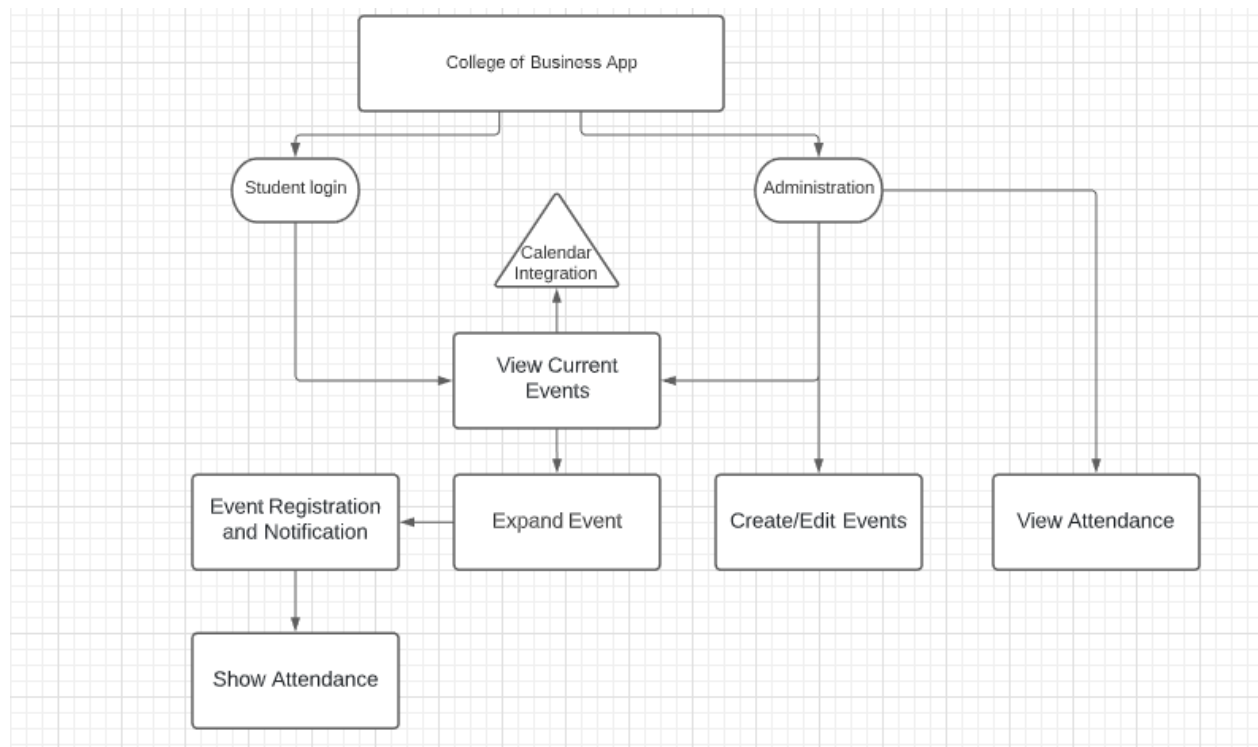 College of Business App
Student login
Administration
Calendar
Integration
View Current
Events
Event Registration
and Notification
Expand Event
Create/Edit Events
View Attendance
Show Attendance